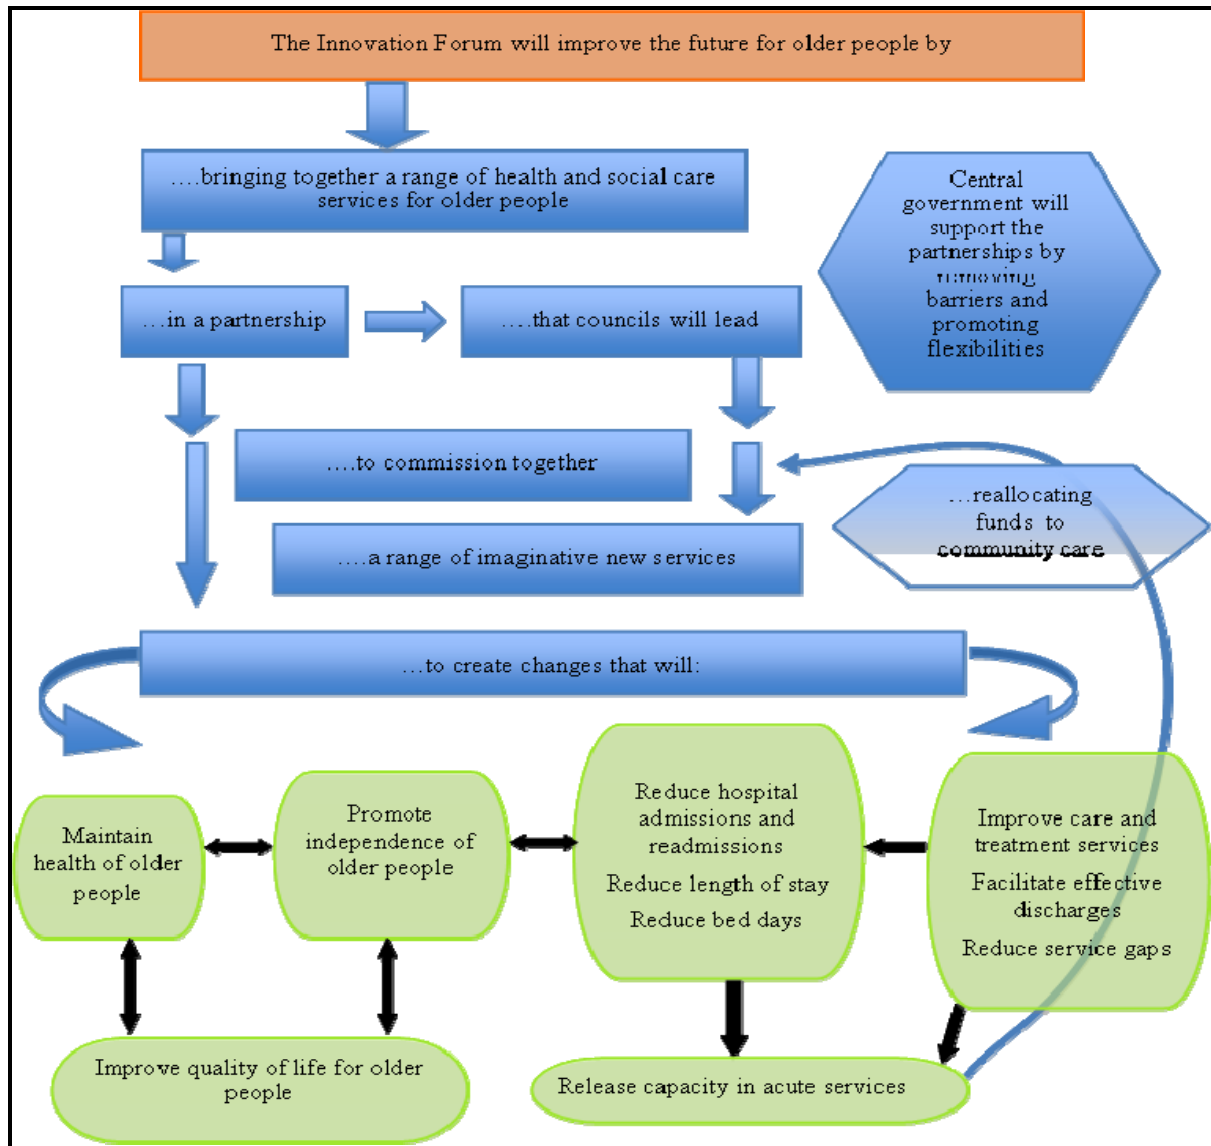 The Innovation Forum will improve the future for older people by
....bringing together a range of health and social care
services for older people
Central
government will
support the
partnerships by
removing
barriers and
promoting
flexibilities
...in a partnership
....that councils will lead
....to commission together
...reallocating
funds to
community care
....a range of imaginative new services
...to create changes that will:
Maintain
health of older
people
Promote
independence of
older people
Reduce hospital
admissions and
readmissions
Reduce length of stay
Reduce bed days
Improve care and
treatment services
Facilitate effective
discharges
Reduce service gaps
Improve quality of life for older
people
Release capacity in acute services